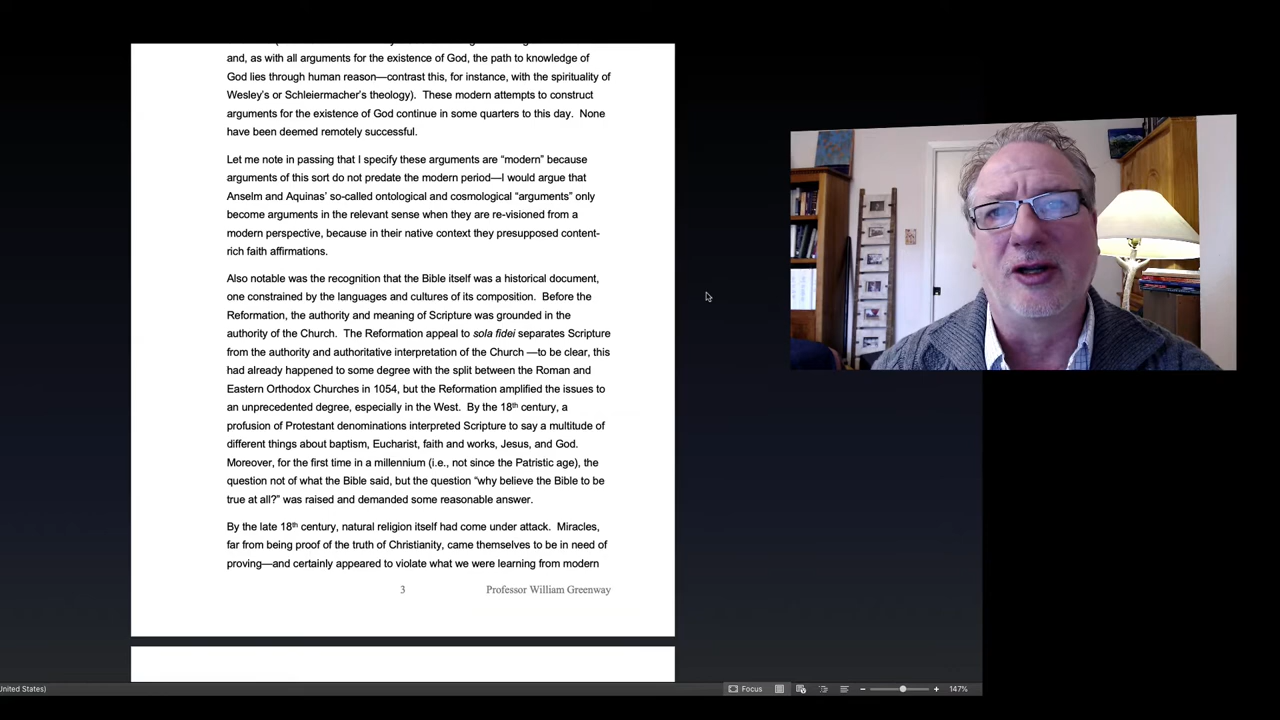 and, as with all arguments for the existence of God, the path to knowledge of
God lies through human reason—contrast this, for instance, with the spirituality of
Wesley's or Schleiermacher's theology).  These modern attempts to construct
arguments for the existence of God continue in some quarters to this day.  None
have been deemed remotely successful.
Let me note in passing that I specify these arguments are “modern” because
arguments of this sort do not predate the modern period—I would argue that
Anselm and Aquinas’ so-called ontological and cosmological “arguments” only
become arguments in the relevant sense when they are re-visioned from a
modern perspective, because in their native context they presupposed content-
rich faith affirmations.
Also notable was the recognition that the Bible itself was a historical document,
one constrained by the languages and cultures of its composition.  Before the
Reformation, the authority and meaning of Scripture was grounded in the
authority of the Church.  The Reformation appeal to sola fidei separates Scripture
from the authority and authoritative interpretation of the Church —to be clear, this
had already happened to some degree with the split between the Roman and
Eastern Orthodox Churches in 1054, but the Reformation amplified the issues to
an unprecedented degree, especially in the West.  By the 18th century, a
profusion of Protestant denominations interpreted Scripture to say a multitude of
different things about baptism, Eucharist, faith and works, Jesus, and God.
Moreover, for the first time in a millennium (i.e., not since the Patristic age), the
question not of what the Bible said, but the question “why believe the Bible to be
true at all?” was raised and demanded some reasonable answer.
By the late 18th century, natural religion itself had come under attack.  Miracles,
far from being proof of the truth of Christianity, came themselves to be in need of
proving—and certainly appeared to violate what we were learning from modern
3 Professor William Greenway
United States) Focus 147%